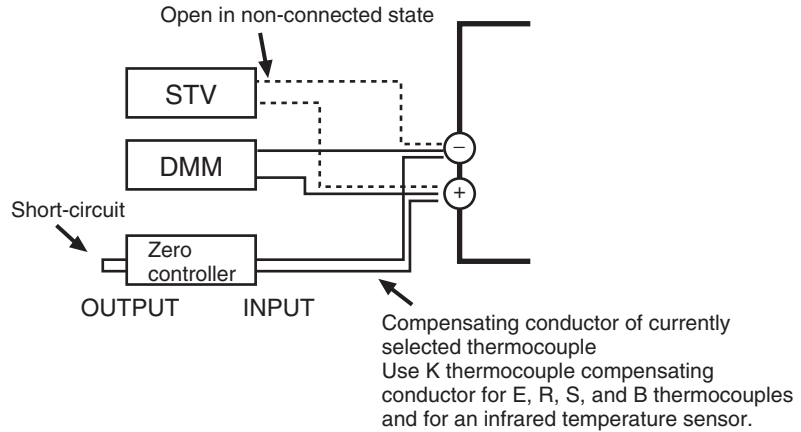 Open in non-connected state
STV
DMM
−
+
Short-circuit
Zero
controller
OUTPUT
INPUT
Compensating conductor of currently
selected thermocouple
Use K thermocouple compensating
conductor for E, R, S, and B thermocouples
and for an infrared temperature sensor.